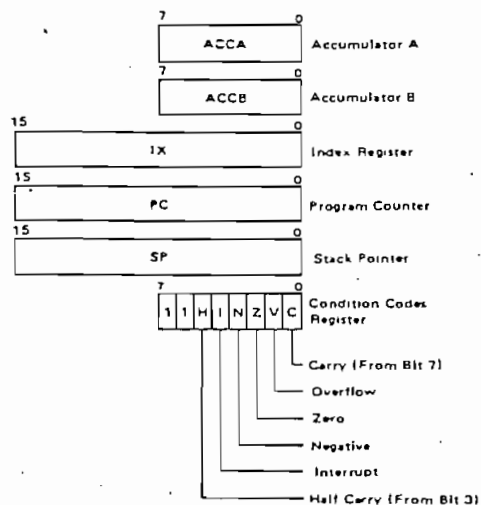 7 0
ACCA Accumulator A
7 0
ACCB Accumulator B
15 0
IX Index Register
15 0
PC Program Counter
15 0
SP Stack Pointer
7 0
1 1 H I N Z V C Condition Codes
Register
Carry (From Bit 7)
Overflow
Zero
Negative
Interrupt
Half Carry (From Bit 3)